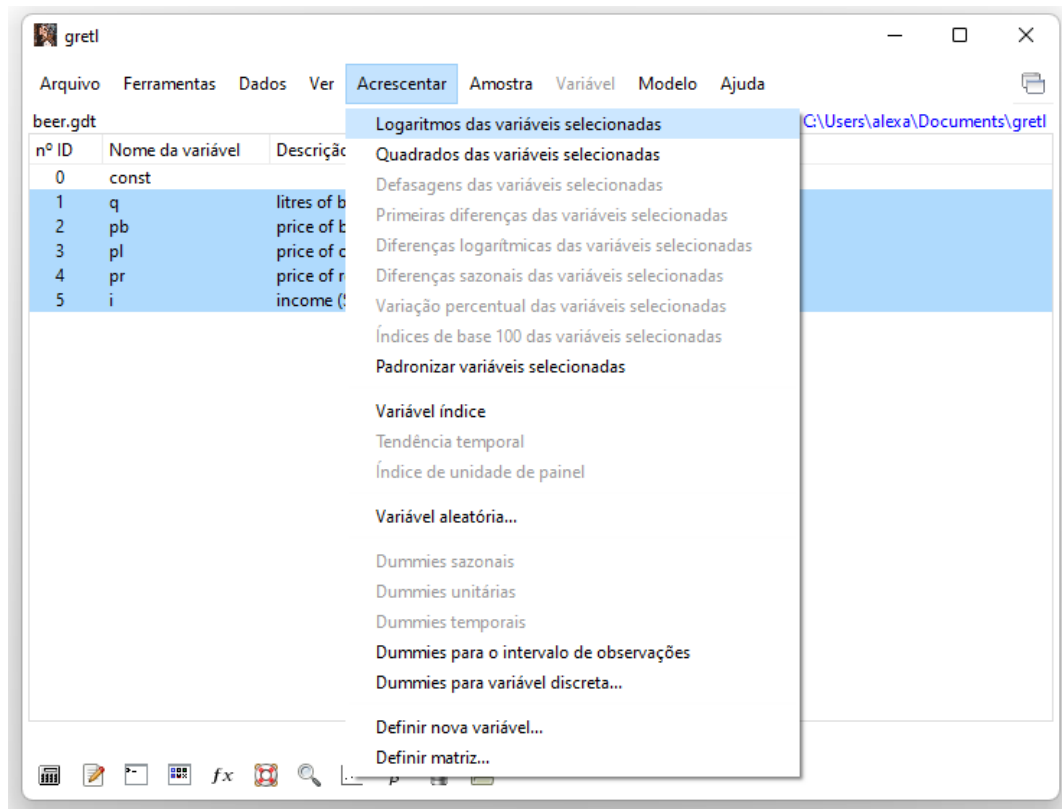 gretl
Arquivo Ferramentas Dados Ver Acrescentar Amostra Variável Modelo Ajuda
beer.gdt
C:\Users\alexa\Documents\gretl
nº ID Nome da variável Descrição
0 const
1 q litres of b
2 pb price of b
3 pl price of o
4 pr price of r
5 i income (
Logaritmos das variáveis selecionadas
Quadrados das variáveis selecionadas
Defasagens das variáveis selecionadas
Primeiras diferenças das variáveis selecionadas
Diferenças logarítmicas das variáveis selecionadas
Diferenças sazonais das variáveis selecionadas
Variação percentual das variáveis selecionadas
Índices de base 100 das variáveis selecionadas
Padronizar variáveis selecionadas
Variável índice
Tendência temporal
Índice de unidade de painel
Variável aleatória...
Dummies sazonais
Dummies unitárias
Dummies temporais
Dummies para o intervalo de observações
Dummies para variável discreta...
Definir nova variável...
Definir matriz...
fx